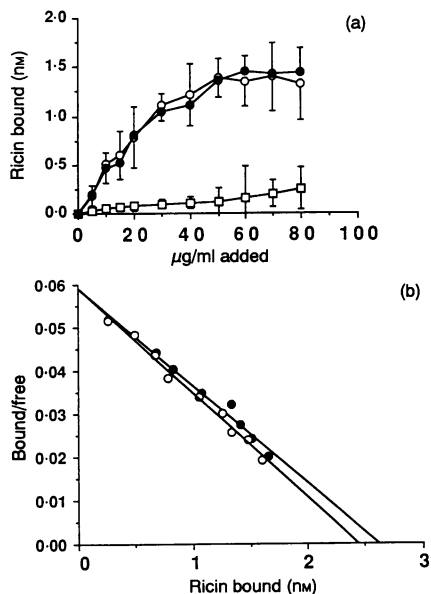 (a)
Ricin bound (nM)
2·0
1·5
1·0
0·5
0·0
0 20 40 60 80 100
µg/ml added
(b)
Bound/free
0·06
0·05
0·04
0·03
0·02
0·01
0·00
0 1 2 3
Ricin bound (nM)